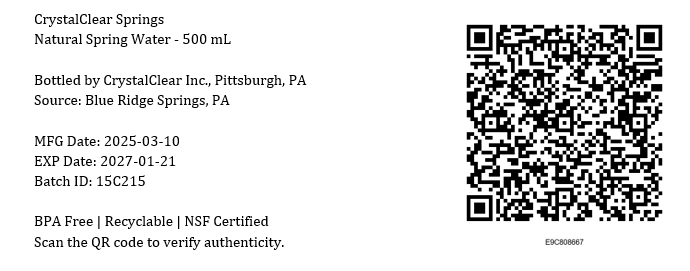 CrystalClear Springs
Natural Spring Water - 500 mL
Bottled by CrystalClear Inc., Pittsburgh, PA
Source: Blue Ridge Springs, PA
MFG Date: 2025-03-10
EXP Date: 2027-01-21
Batch ID: 15C215
BPA Free | Recyclable | NSF Certified
Scan the QR code to verify authenticity.
E9C808667